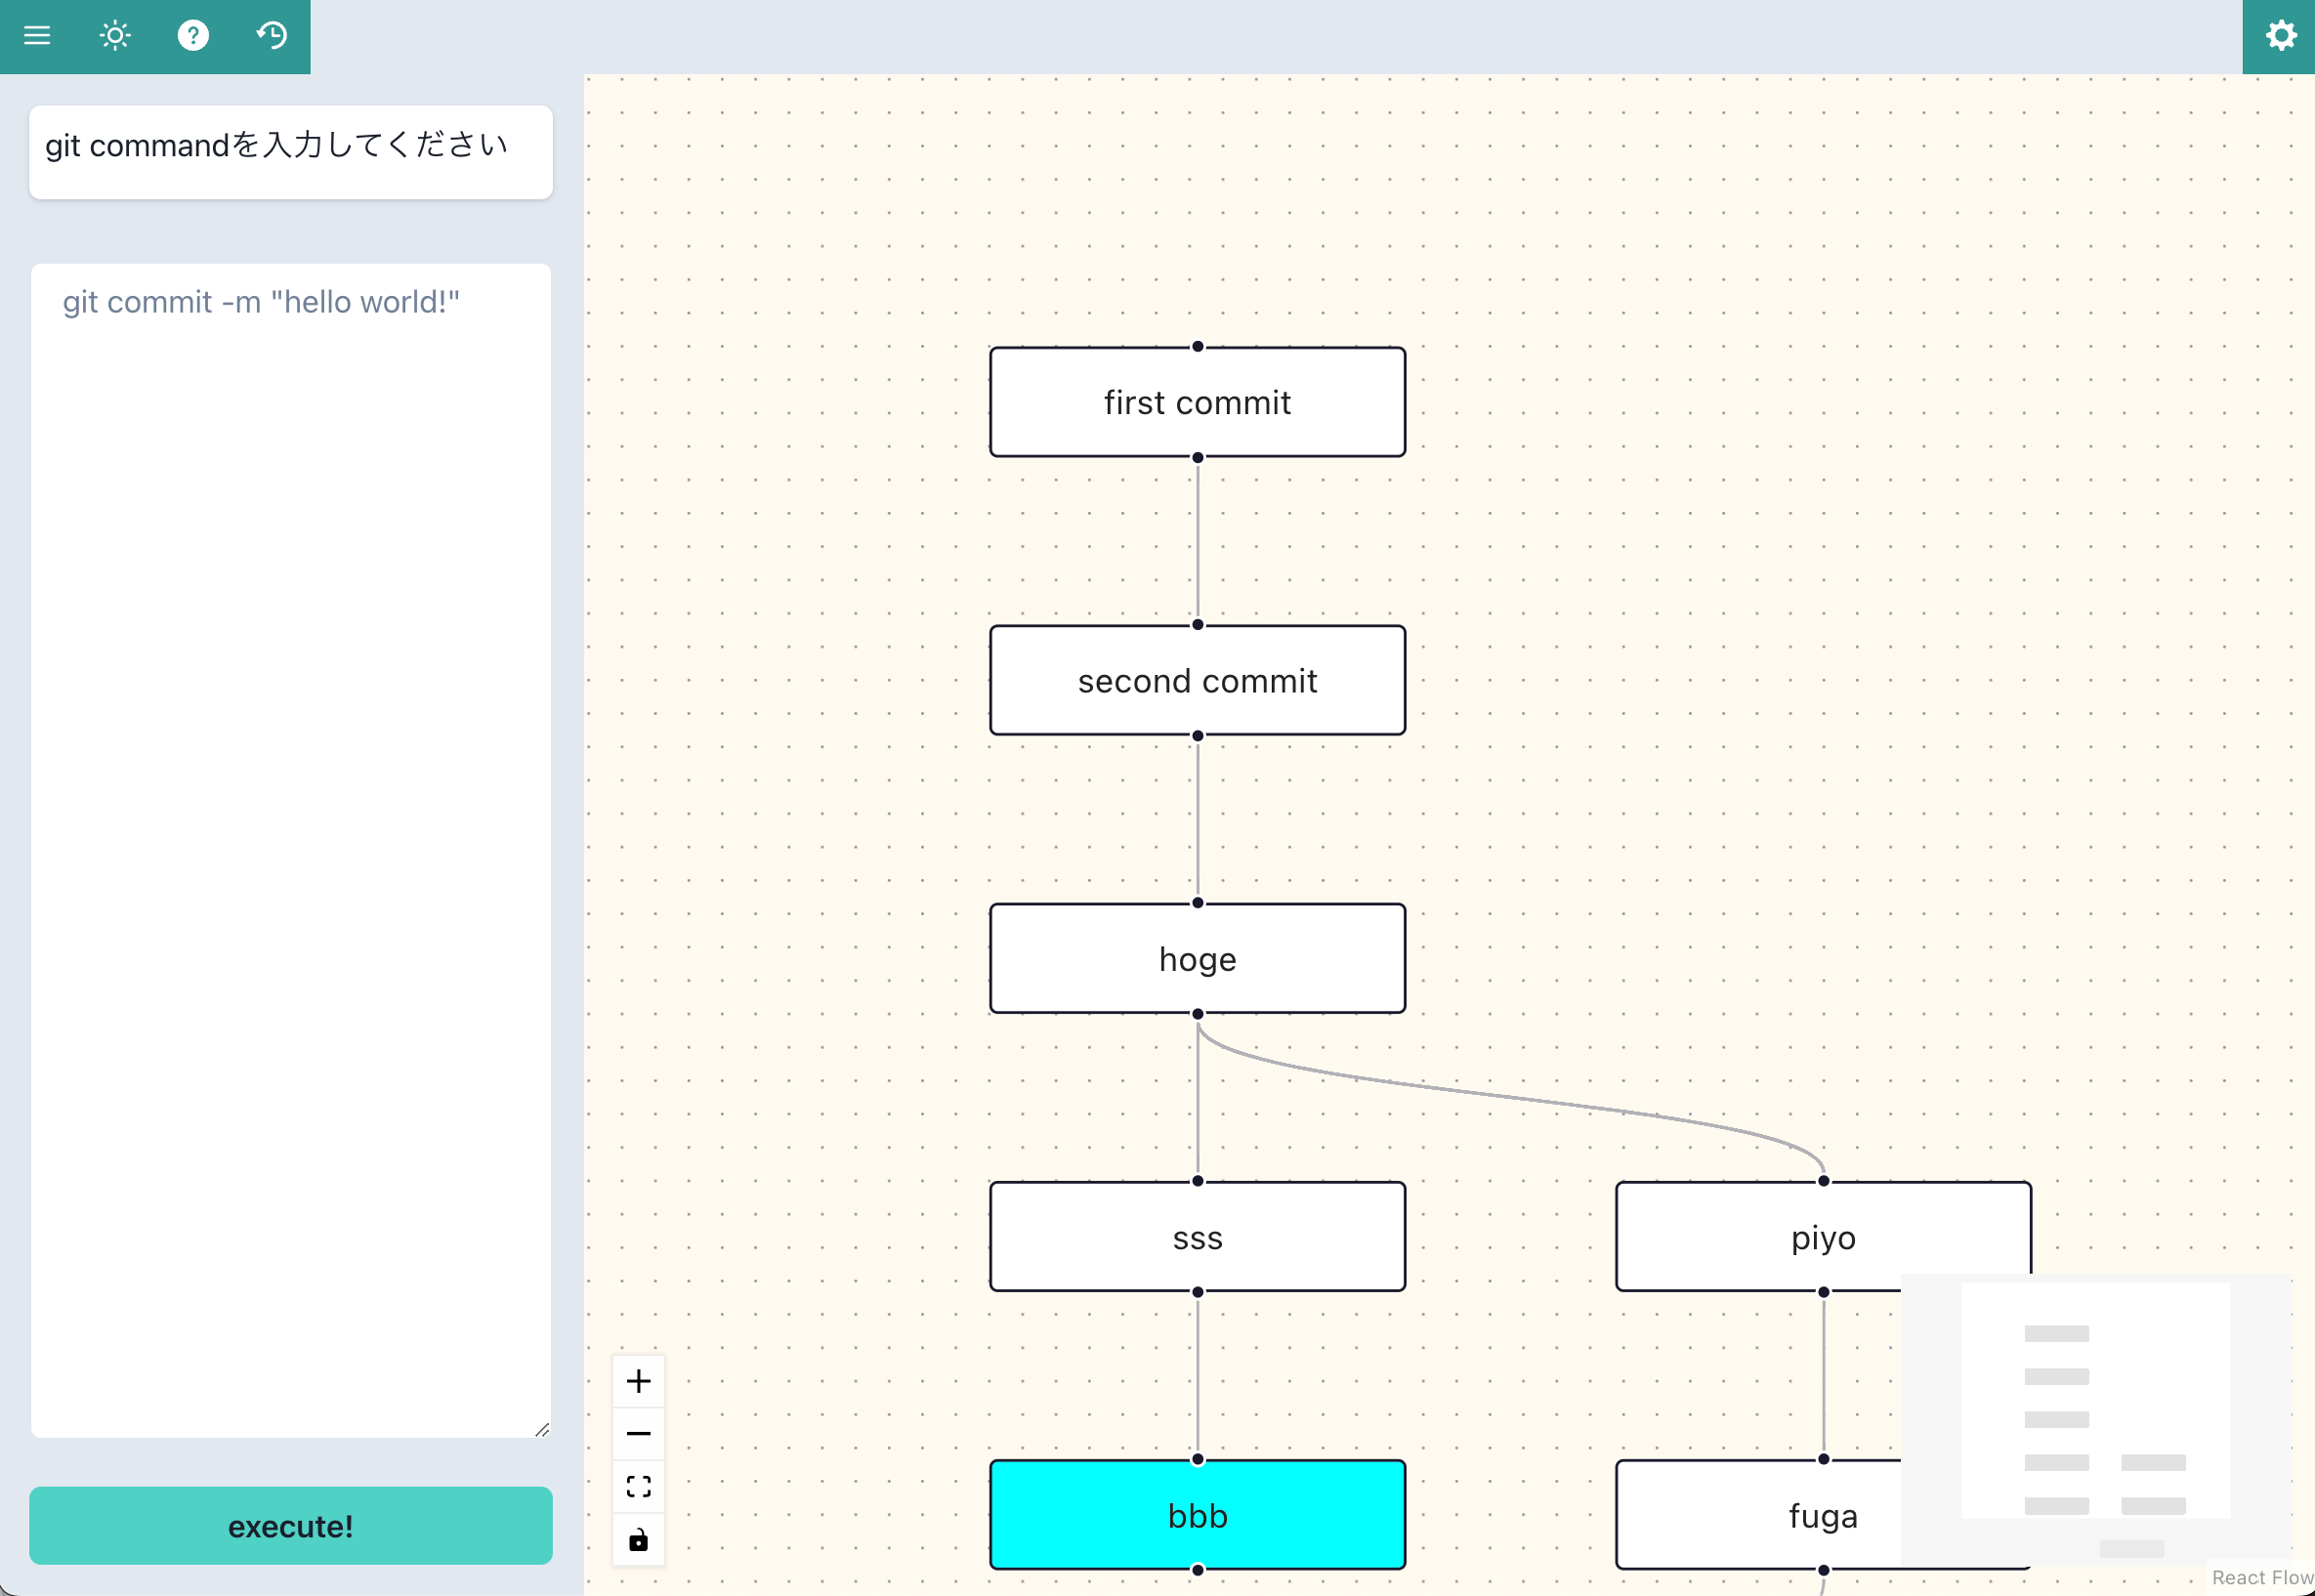 git commandを入力してください
git commit -m "hello world!"
execute!
first commit
second commit
hoge
sss
piyo
bbb
fuga
React Flow